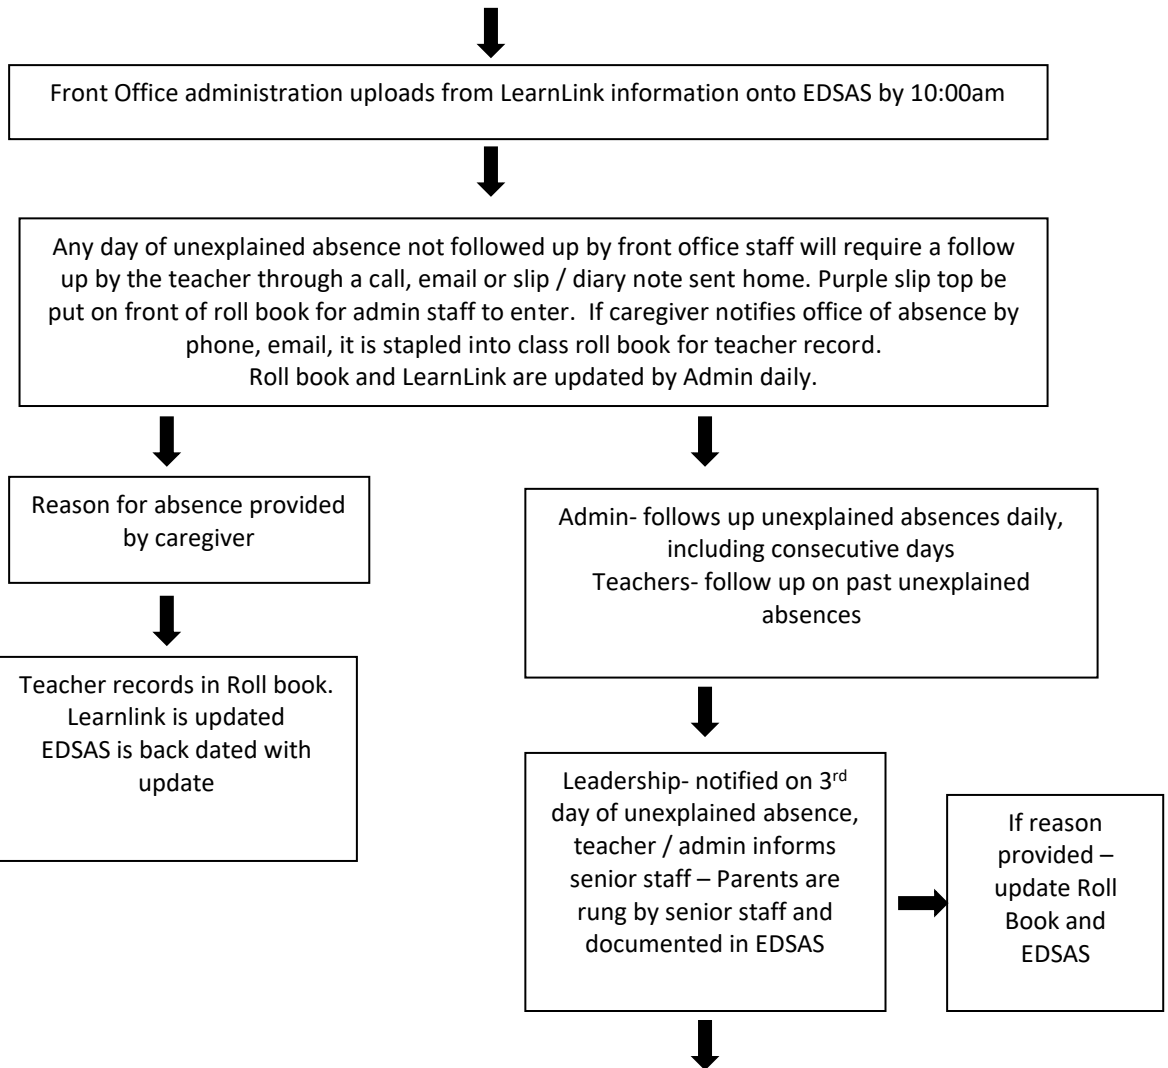 Front Office administration uploads from LearnLink information onto EDSAS by 10:00am
Any day of unexplained absence not followed up by front office staff will require a follow
up by the teacher through a call, email or slip / diary note sent home. Purple slip top be
put on front of roll book for admin staff to enter.  If caregiver notifies office of absence by
phone, email, it is stapled into class roll book for teacher record.
Roll book and LearnLink are updated by Admin daily.
Reason for absence provided
by caregiver
Teacher records in Roll book.
Learnlink is updated
EDSAS is back dated with
update
Admin- follows up unexplained absences daily,
including consecutive days
Teachers- follow up on past unexplained
absences
Leadership- notified on 3rd
day of unexplained absence,
teacher / admin informs
senior staff – Parents are
rung by senior staff and
documented in EDSAS
If reason
provided –
update Roll
Book and
EDSAS